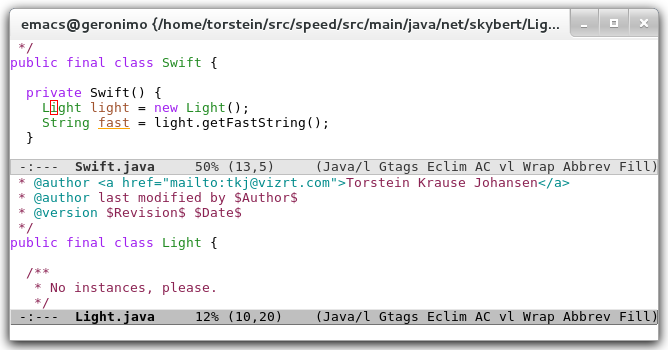 emacs@geronimo {/home/torstein/src/speed/src/main/java/net/skybert/Lig...
 */
public final class Swift {

  private Swift() {
    Light light = new Light();
    String fast = light.getFastString();
  }

 -:---  Swift.java     50% (13,5)     (Java/l Gtags Eclim AC vl Wrap Abbrev Fill)
 * @author <a href="mailto:tkj@vizrt.com">Torstein Krause Johansen</a>
 * @author last modified by $Author$
 * @version $Revision$ $Date$
 */
public final class Light {

  /**
   * No instances, please.
   */
 -:---  Light.java     12% (10,20)    (Java/l Gtags Eclim AC vl Wrap Abbrev Fill)